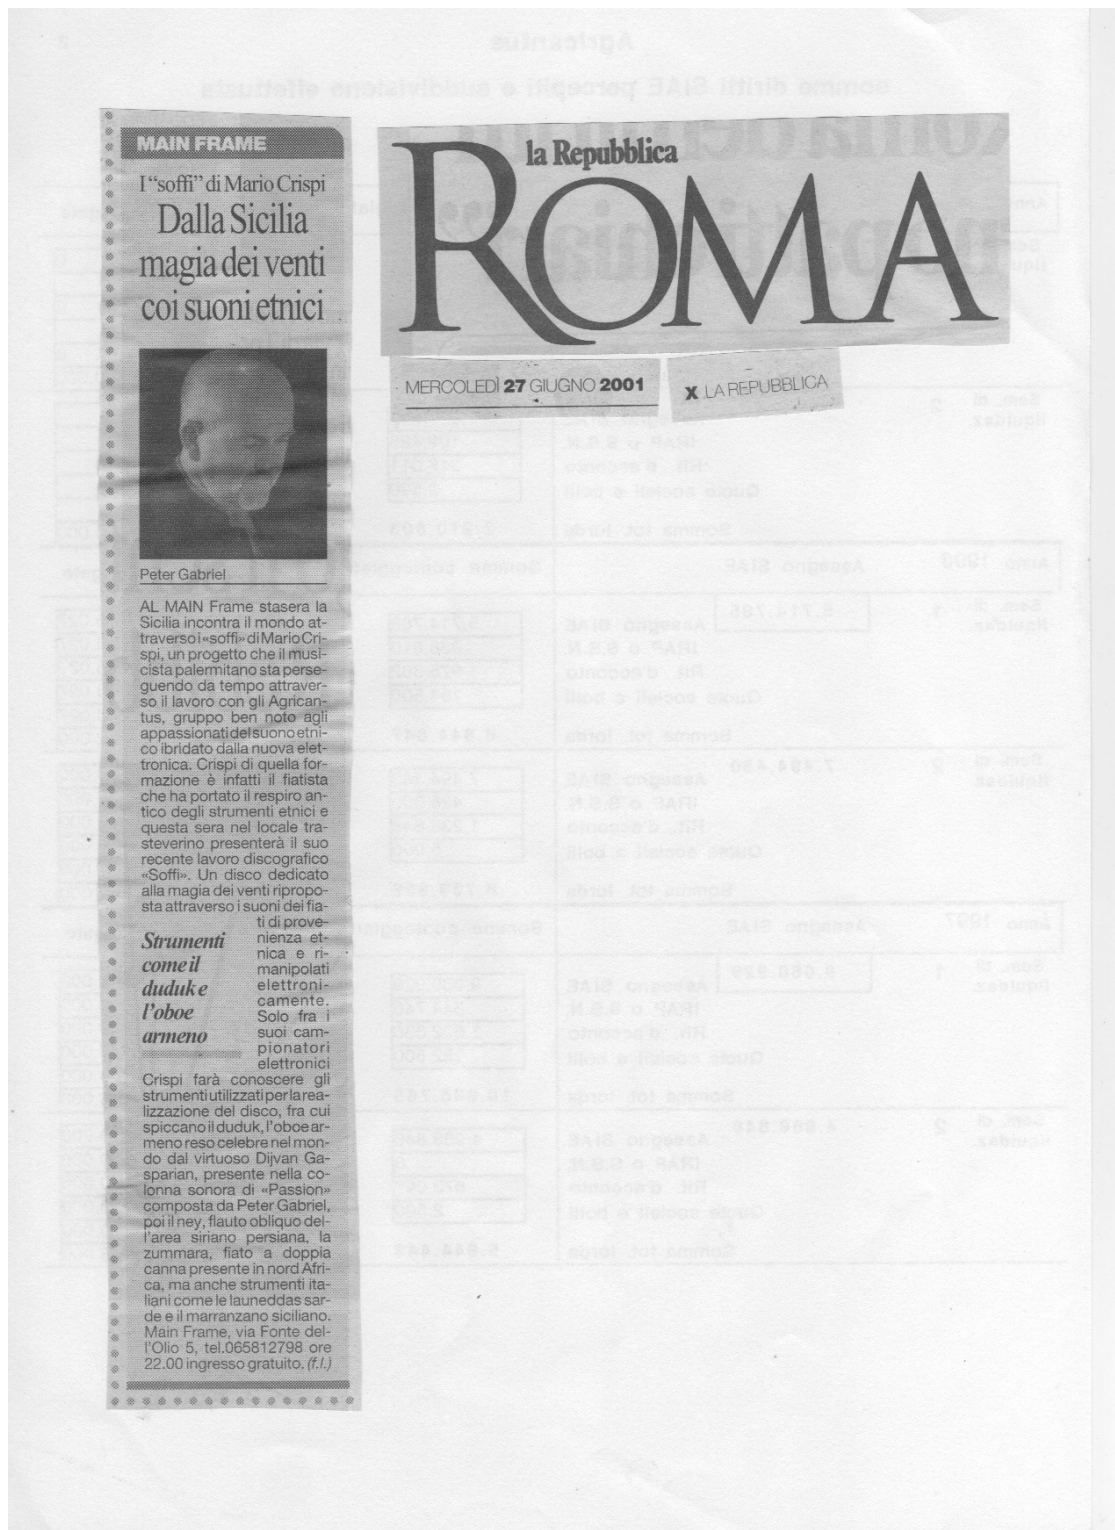 MAIN FRAME
I “soffi” di Mario Crispi
Dalla Sicilia
magia dei venti
coi suoni etnici
Peter Gabriel
AL MAIN Frame stasera la
Sicilia incontra il mondo at-
traverso i «soffi» di Mario Cri-
spi, un progetto che il musi-
cista palermitano sta perse-
guendo da tempo attraver-
so il lavoro con gli Agrican-
tus, gruppo ben noto agli
appassionati del suono etni-
co ibridato dalla nuova elet-
tronica. Crispi di quella for-
mazione è infatti il fiatista
che ha portato il respiro an-
tico degli strumenti etnici e
questa sera nel locale tra-
steverino presenterà il suo
recente lavoro discografico
«Soffi». Un disco dedicato
alla magia dei venti ripropo-
sta attraverso i suoni dei fia-
ti di prove-
nienza et-
nica e ri-
manipolati
elettroni-
camente.
Solo fra i
suoi cam-
pionatori
elettronici
Strumenti
come il
duduk e
l’oboe
armeno
Crispi farà conoscere gli
strumenti utilizzati per la rea-
lizzazione del disco, fra cui
spiccano il duduk, l’oboe ar-
meno reso celebre nel mon-
do dal virtuoso Dijvan Ga-
sparian, presente nella co-
lonna sonora di «Passion»
composta da Peter Gabriel,
poi il ney, flauto obliquo del-
l’area siriano persiana, la
zummara, fiato a doppia
canna presente in nord Afri-
ca, ma anche strumenti ita-
liani come le launeddas sar-
de e il marranzano siciliano.
Main Frame, via Fonte del-
l’Olio 5, tel.065812798 ore
22.00 ingresso gratuito. (f.l.)
la Repubblica
ROMA
MERCOLEDÌ 27 GIUGNO 2001
X LA REPUBBLICA